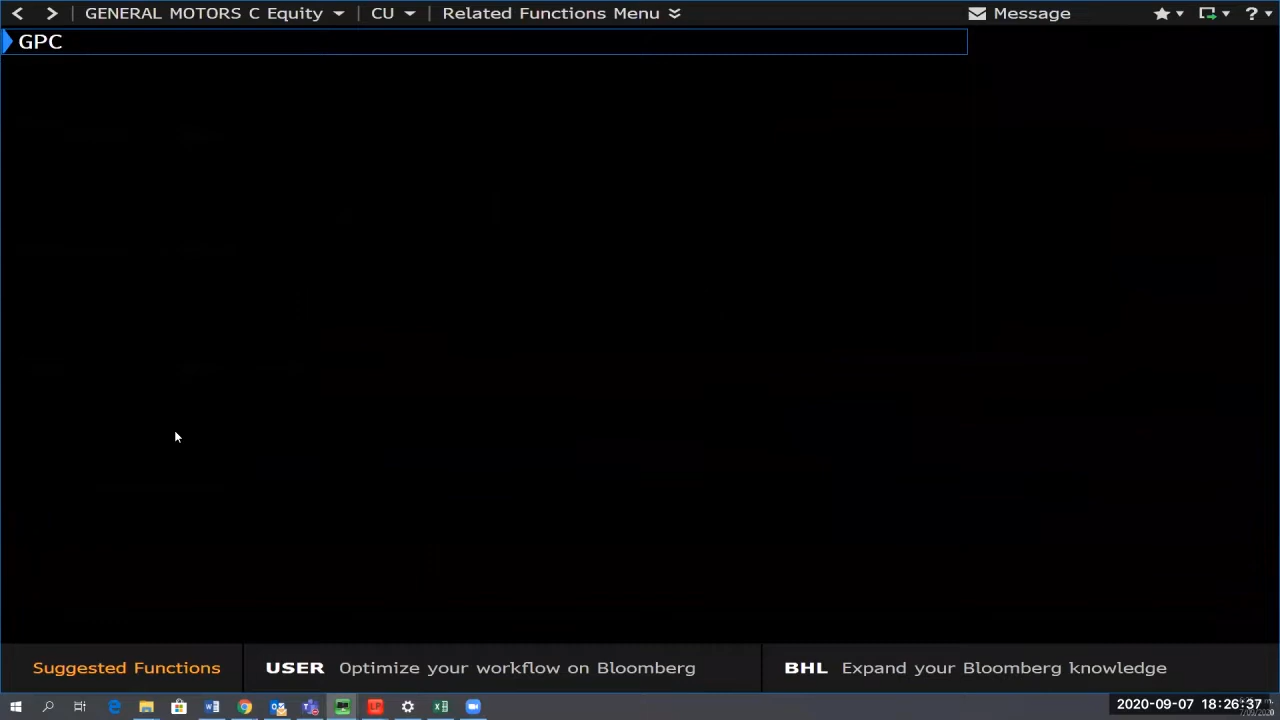 GENERAL MOTORS C Equity CU Related Functions Menu Message ?
GPC
Suggested Functions USER Optimize your workflow on Bloomberg BHL Expand your Bloomberg knowledge
2020-09-07 18:26:37